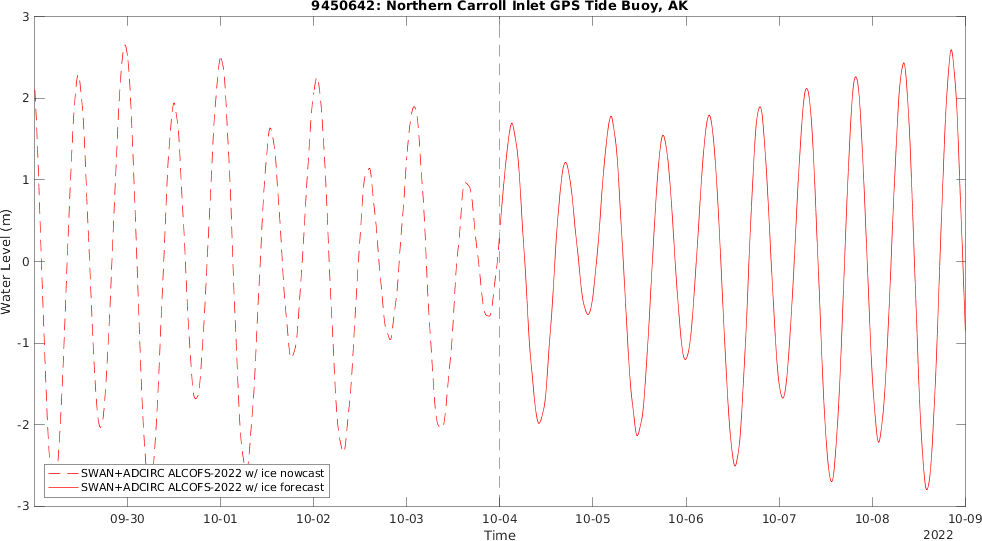 9450642: Northern Carroll Inlet GPS Tide Buoy, AK
3
2
1
0
-1
-2
-3
Water Level (m)
SWAN+ADCIRC ALCOFS-2022 w/ ice nowcast
SWAN+ADCIRC ALCOFS-2022 w/ ice forecast
09-30 10-01 10-02 10-03 10-04 10-05 10-06 10-07 10-08 10-09
Time
2022